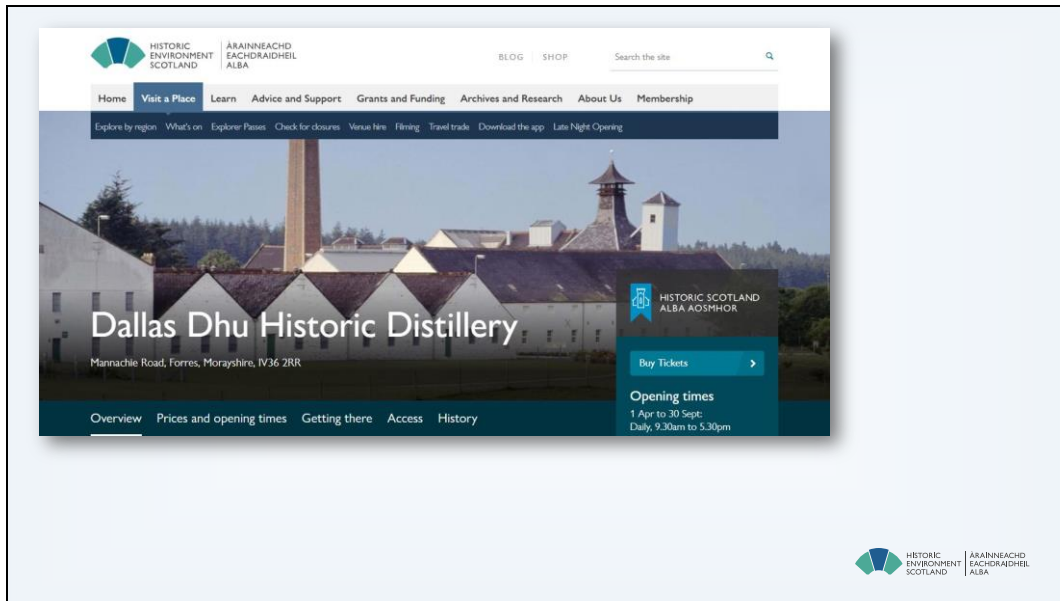 HISTORIC
ENVIRONMENT
SCOTLAND
ÀRAINNEACHD
EACHDRAIDHEIL
ALBA
BLOG SHOP Search the site
Home Visit a Place Learn Advice and Support Grants and Funding Archives and Research About Us Membership
Explore by region What's on Explorer Passes Check for closures Venue hire Filming Travel trade Download the app Late Night Opening
HISTORIC SCOTLAND
ALBA AOSMHOR
Dallas Dhu Historic Distillery
Mannachie Road, Forres, Morayshire, IV36 2RR
Buy Tickets
Opening times
1 Apr to 30 Sept:
Daily, 9.30am to 5.30pm
Overview Prices and opening times Getting there Access History
HISTORIC
ENVIRONMENT
SCOTLAND
ÀRAINNEACHD
EACHDRAIDHEIL
ALBA